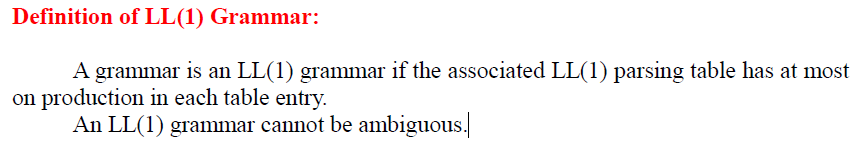 Definition of LL(1) Grammar:
A grammar is an LL(1) grammar if the associated LL(1) parsing table has at most
on production in each table entry.
An LL(1) grammar cannot be ambiguous.